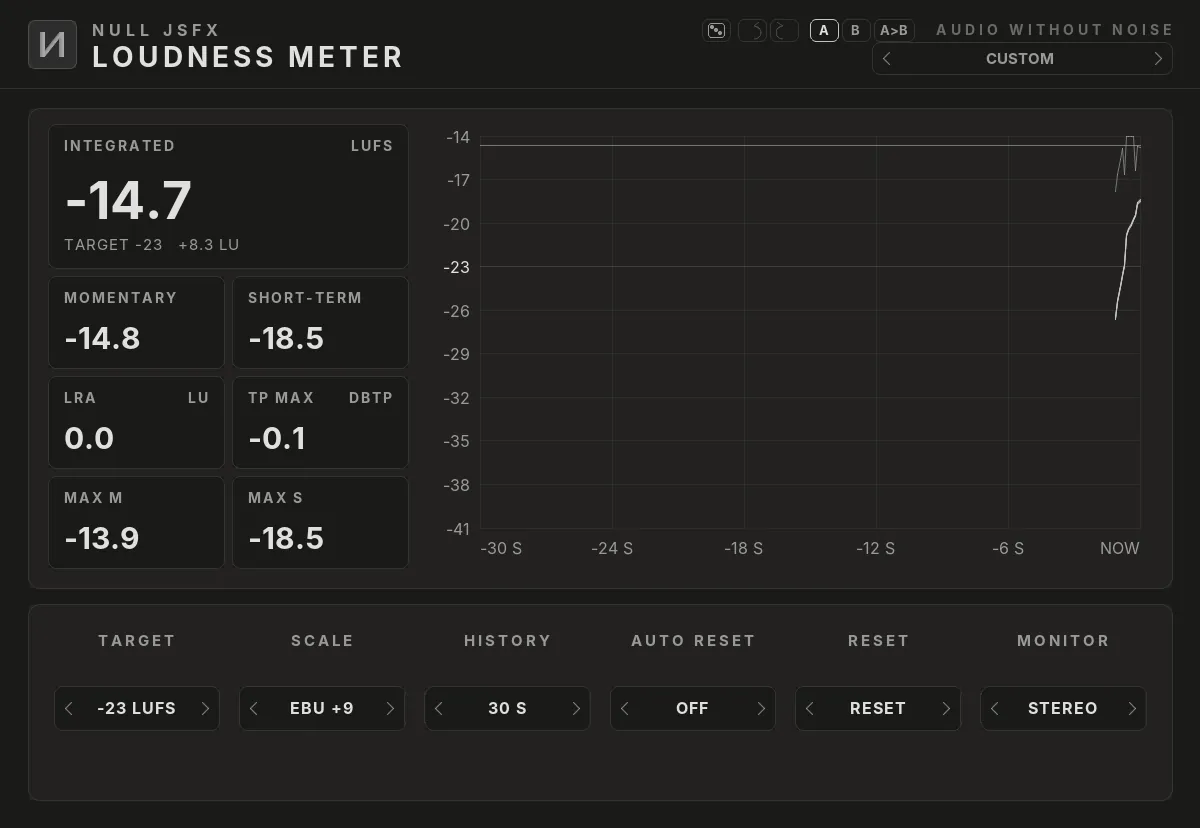 NULL JSFX
LOUDNESS METER
A B A>B AUDIO WITHOUT NOISE
CUSTOM
INTEGRATED LUFS
-14.7
TARGET -23 +8.3 LU
MOMENTARY SHORT-TERM
-14.8 -18.5
LRA LU TP MAX DBTP
0.0 -0.1
MAX M MAX S
-13.9 -18.5
-14
-17
-20
-23
-26
-29
-32
-35
-38
-41
-30 S -24 S -18 S -12 S -6 S NOW
TARGET SCALE HISTORY AUTO RESET RESET MONITOR
-23 LUFS EBU +9 30 S OFF RESET STEREO